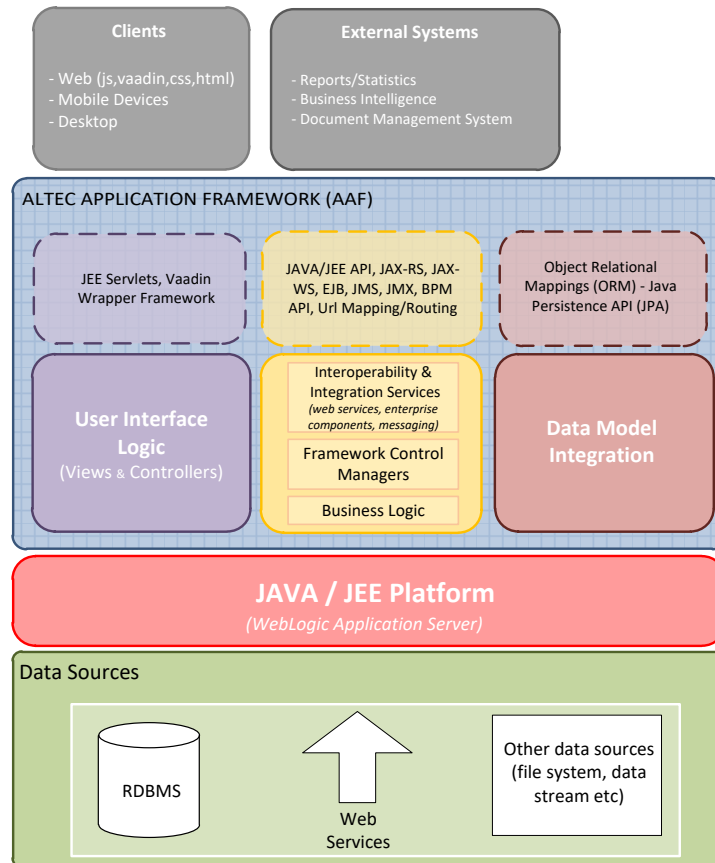 Clients
- Web (js,vaadin,css,html)
- Mobile Devices
- Desktop
External Systems
- Reports/Statistics
- Business Intelligence
- Document Management System
ALTEC APPLICATION FRAMEWORK (AAF)
JEE Servlets, Vaadin
Wrapper Framework
JAVA/JEE API, JAX-RS, JAX-
WS, EJB, JMS, JMX, BPM
API, Url Mapping/Routing
Object Relational
Mappings (ORM) - Java
Persistence API (JPA)
User Interface
Logic
(Views & Controllers)
Interoperability &
Integration Services
(web services, enterprise
components, messaging)
Framework Control
Managers
Business Logic
Data Model
Integration
JAVA / JEE Platform
(WebLogic Application Server)
Data Sources
RDBMS
Web
Services
Other data sources
(file system, data
stream etc)